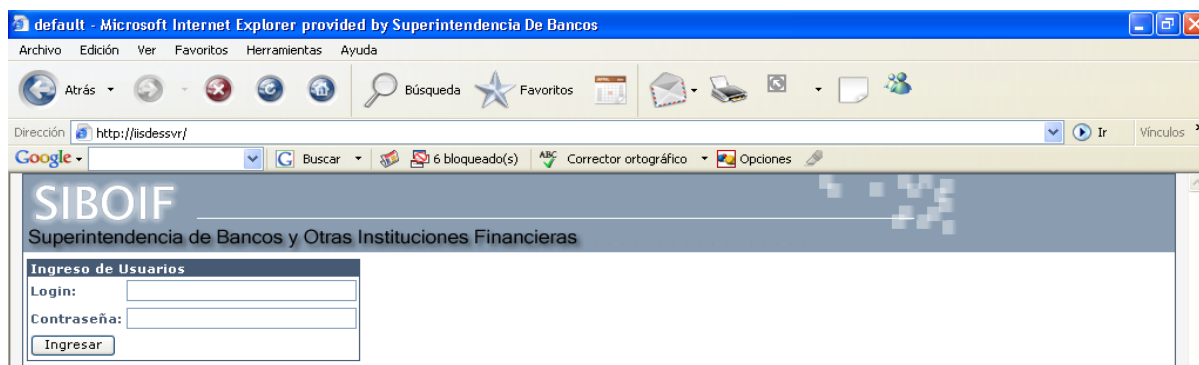 default - Microsoft Internet Explorer provided by Superintendencia De Bancos
Archivo Edición Ver Favoritos Herramientas Ayuda
Atrás Búsqueda Favoritos
Dirección http://iisdessvr/ Ir Vínculos
Google Buscar 6 bloqueado(s) ABC Corrector ortográfico Opciones
SIBOIF
Superintendencia de Bancos y Otras Instituciones Financieras
Ingreso de Usuarios
Login:
Contraseña:
Ingresar